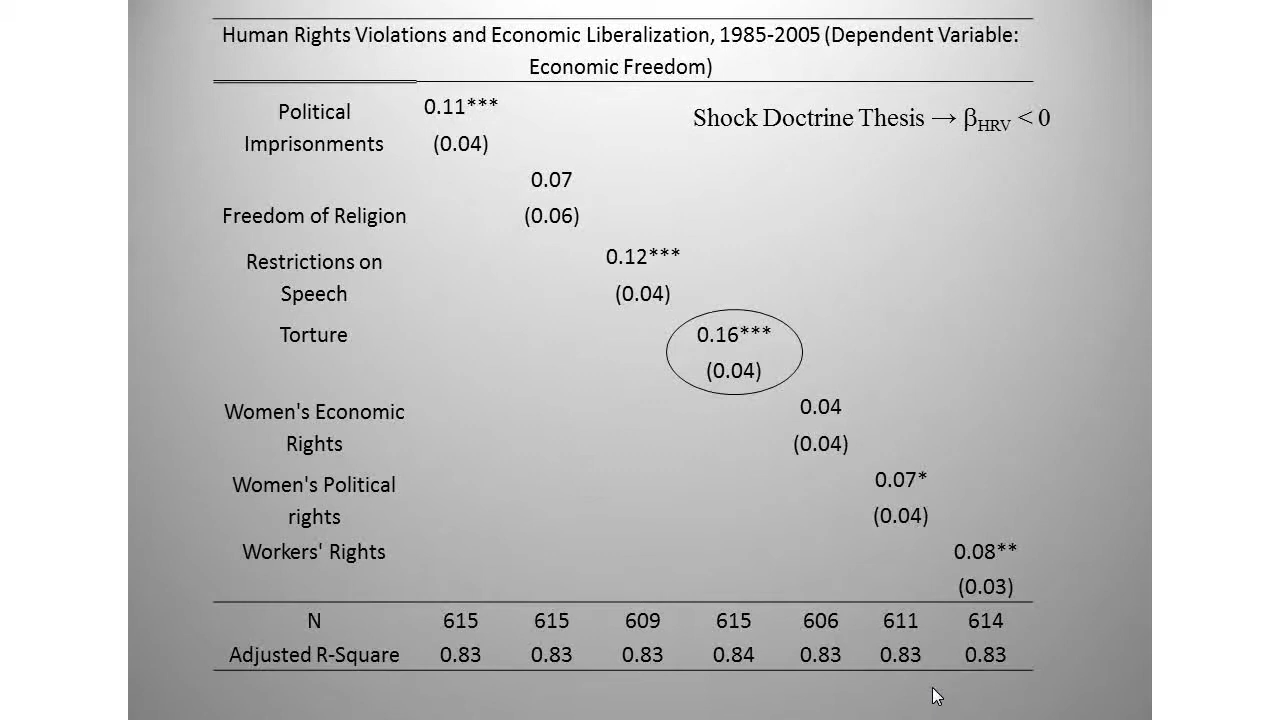 Human Rights Violations and Economic Liberalization, 1985-2005 (Dependent Variable:
Economic Freedom)
Political
Imprisonments
0.11***
(0.04)
Shock Doctrine Thesis → βHRV < 0
0.07
Freedom of Religion (0.06)
Restrictions on
Speech
0.12***
(0.04)
Torture 0.16***
(0.04)
Women's Economic
Rights
0.04
(0.04)
Women's Political
rights
0.07*
(0.04)
Workers' Rights 0.08**
(0.03)
N 615 615 609 615 606 611 614
Adjusted R-Square 0.83 0.83 0.83 0.84 0.83 0.83 0.83